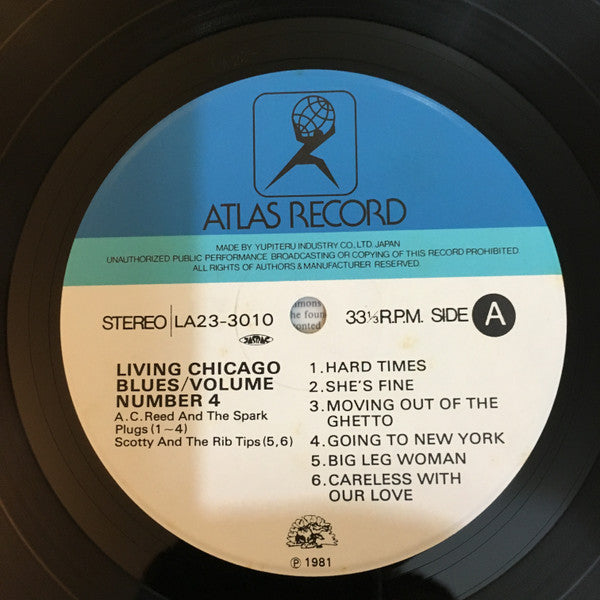 ATLAS RECORD
MADE BY YUPITERU INDUSTRY CO., LTD. JAPAN
UNAUTHORIZED PUBLIC PERFORMANCE BROADCASTING OR COPYING OF THIS RECORD PROHIBITED
ALL RIGHTS OF AUTHORS & MANUFACTURER RESERVED.
STEREO LA23-3010
JASRAC
33⅓ R.P.M. SIDE A
LIVING CHICAGO
BLUES/VOLUME
NUMBER 4
A.C. Reed And The Spark
Plugs (1~4)
Scotty And The Rib Tips (5,6)
1. HARD TIMES
2. SHE'S FINE
3. MOVING OUT OF THE
GHETTO
4. GOING TO NEW YORK
5. BIG LEG WOMAN
6. CARELESS WITH
OUR LOVE
℗ 1981